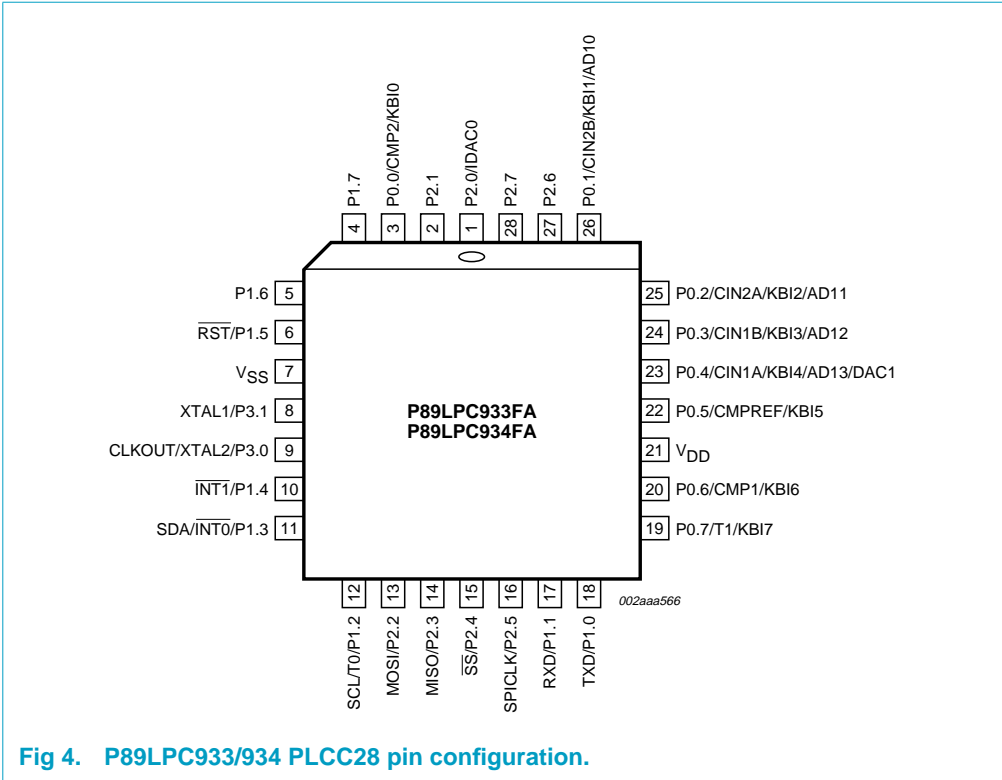 P1.7
P0.0/CMP2/KBI0
P2.1
P2.0/IDAC0
P2.7
P2.6
P0.1/CIN2B/KBI1/AD10
4
3
2
1
28
27
26
P1.6 5
RST/P1.5 6
VSS 7
XTAL1/P3.1 8
CLKOUT/XTAL2/P3.0 9
INT1/P1.4 10
SDA/INT0/P1.3 11
P89LPC933FA
P89LPC934FA
25 P0.2/CIN2A/KBI2/AD11
24 P0.3/CIN1B/KBI3/AD12
23 P0.4/CIN1A/KBI4/AD13/DAC1
22 P0.5/CMPREF/KBI5
21 VDD
20 P0.6/CMP1/KBI6
19 P0.7/T1/KBI7
12
13
14
15
16
17
18
SCL/T0/P1.2
MOSI/P2.2
MISO/P2.3
SS/P2.4
SPICLK/P2.5
RXD/P1.1
TXD/P1.0
002aaa566
Fig 4. P89LPC933/934 PLCC28 pin configuration.